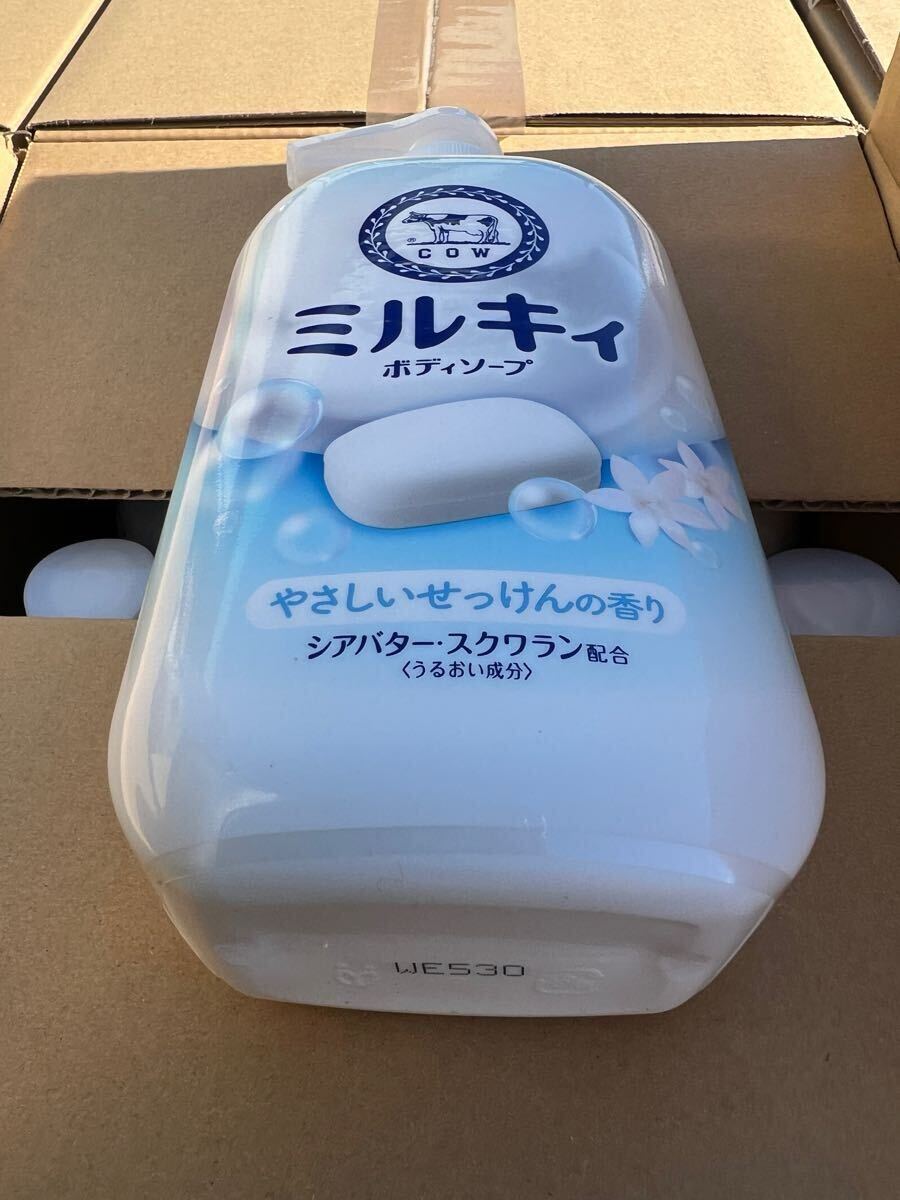 ®
COW
ミルキィ
ボディソープ
やさしいせっけんの香り
シアバター・スクワラン配合
〈うるおい成分〉
WE530